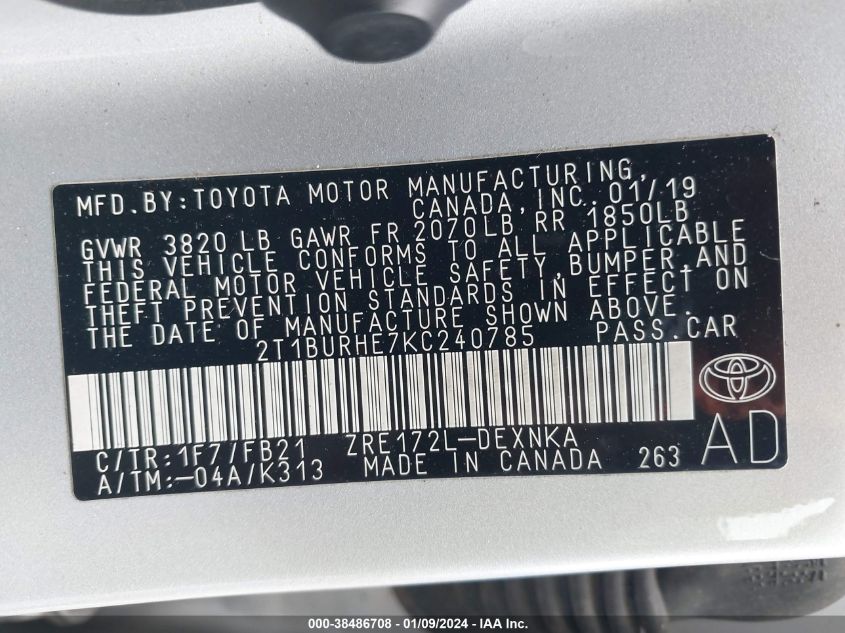 MFD.BY:TOYOTA MOTOR MANUFACTURING,
CANADA,INC.01/19
GVWR 3820 LB GAWR FR 2070LB RR 1850LB
THIS VEHICLE CONFORMS TO ALL APPLICABLE
FEDERAL MOTOR VEHICLE SAFETY,BUMPER,AND
THEFT PREVENTION STANDARDS IN EFFECT ON
THE DATE OF MANUFACTURE SHOWN ABOVE.
2T1BURHE7KC240785 PASS.CAR
C/TR:1F7/FB21 ZRE172L-DEXNKA
A/TM:-04A/K313 MADE IN CANADA 263
AD
000-38486708 - 01/09/2024 - IAA Inc.